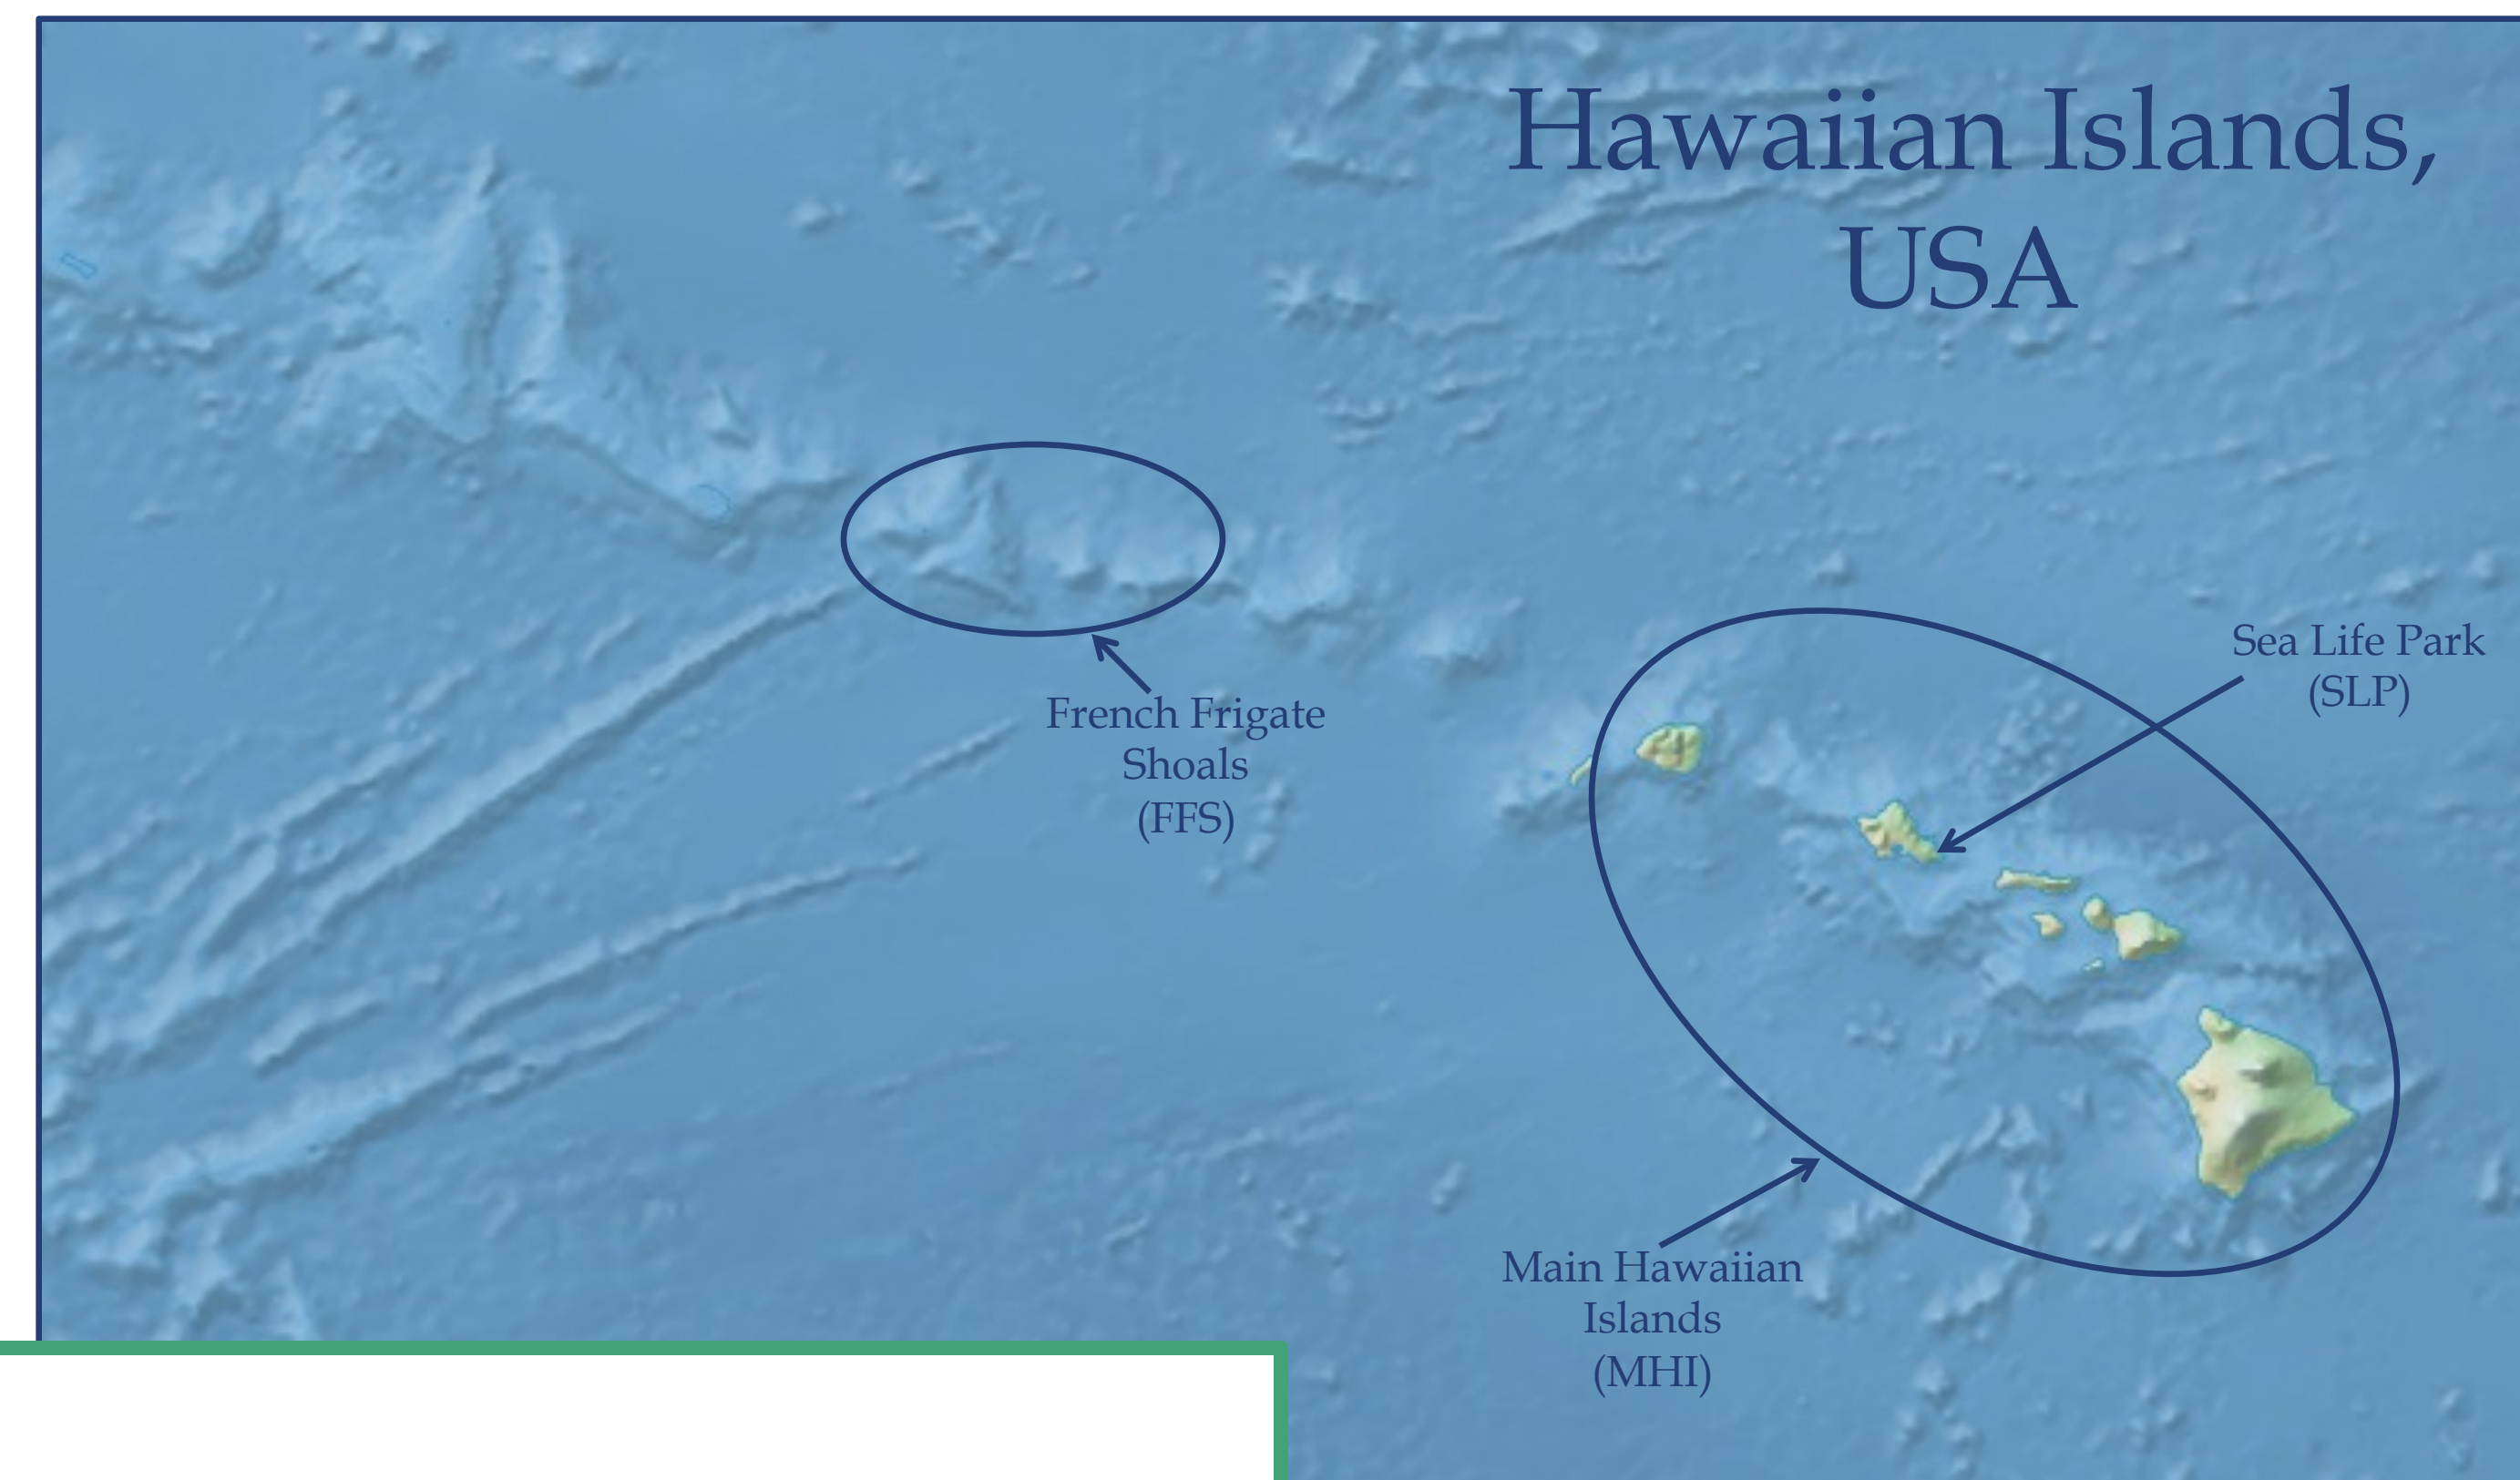 Hawaiian Islands,
USA
Sea Life Park
(SLP)
French Frigate
Shoals
(FFS)
Main Hawaiian
Islands
(MHI)